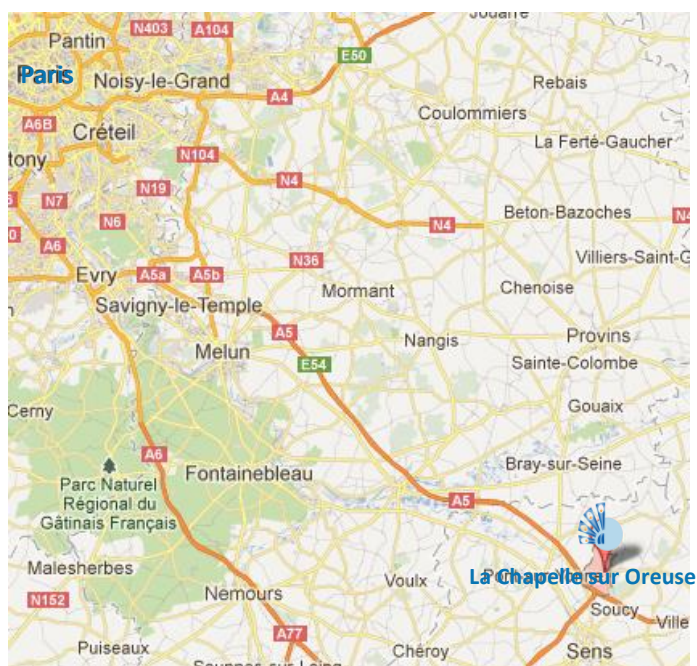 Jouarre
N403
A104
Pantin
E50
Paris
Noisy-le-Grand
Rebais
A4
Coulommiers
A6B
Créteil
La Ferté-Gaucher
tony
N104
N19
N4
N7
Beton-Bazoches
N4
N6
N4
A6
Villiers-Saint-G
Evry
A5a
A5b
N36
Chenoise
Mormant
Savigny-le-Temple
A5
Provins
Nangis
Melun
E54
Sainte-Colombe
Cerny
Gouaix
A6
Bray-sur-Seine
Fontainebleau
Parc Naturel
Régional du
Gâtinais Français
A5
Malesherbes
La Chapelle sur Oreuse
Voulx
Nemours
N152
Soucy
Ville
A77
Puiseaux
Chéroy
Sens